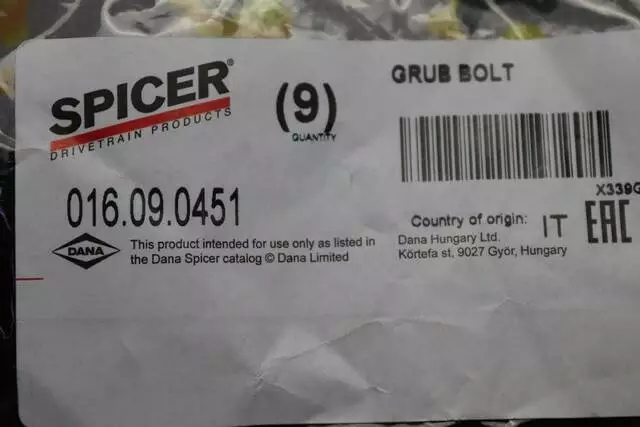 SPICER®
DRIVETRAIN PRODUCTS
(9)
QUANTITY
GRUB BOLT
016.09.0451
X339G
Country of origin: IT
EAC
DANA
This product intended for use only as listed in
the Dana Spicer catalog © Dana Limited
Dana Hungary Ltd.
Körtefa st, 9027 Győr, Hungary